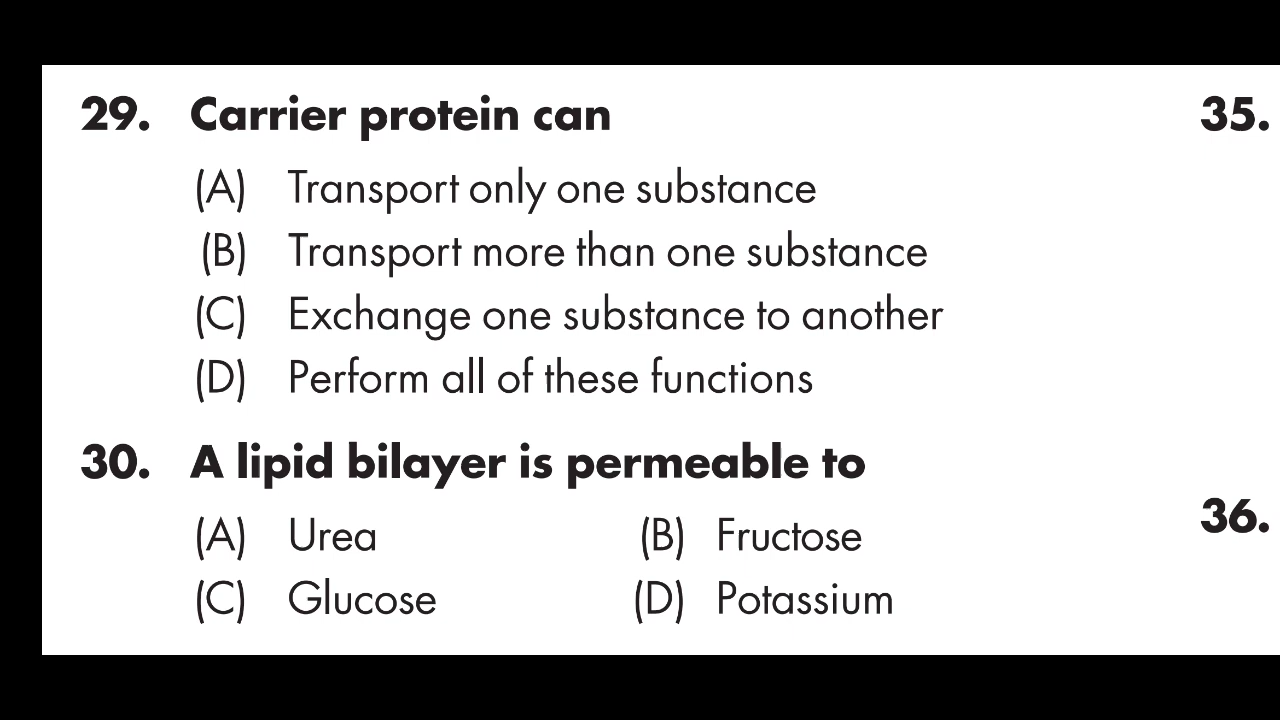 29. Carrier protein can
(A) Transport only one substance
(B) Transport more than one substance
(C) Exchange one substance to another
(D) Perform all of these functions
30. A lipid bilayer is permeable to
(A) Urea (B) Fructose
(C) Glucose (D) Potassium
35.
36.